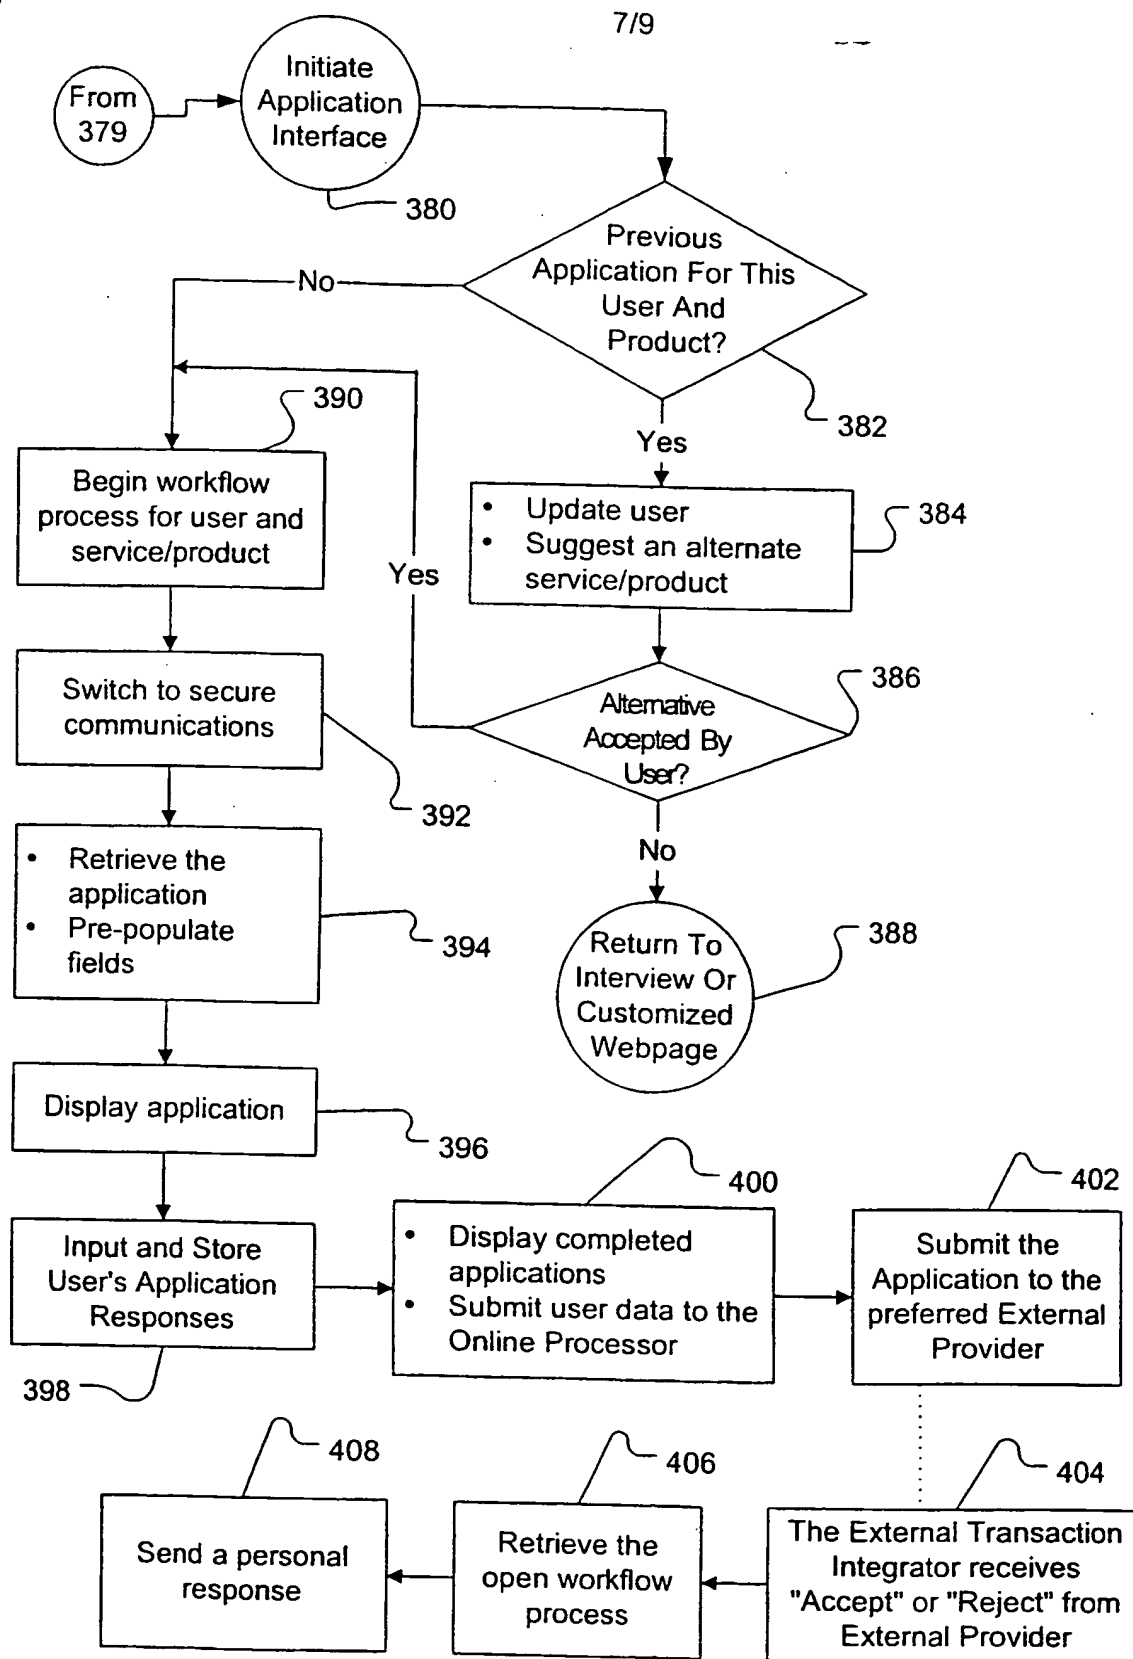 7/9
From
379
Initiate
Application
Interface
380
Previous
Application For This
User And
Product?
382
No
Yes
390
Begin workflow
process for user and
service/product
• Update user
• Suggest an alternate
service/product
384
Yes
Switch to secure
communications
392
Alternative
Accepted By
User?
386
No
• Retrieve the
application
• Pre-populate
fields
394
Return To
Interview Or
Customized
Webpage
388
Display application
396
Input and Store
User's Application
Responses
398
400
• Display completed
applications
• Submit user data to the
Online Processor
402
Submit the
Application to the
preferred External
Provider
404
The External Transaction
Integrator receives
"Accept" or "Reject" from
External Provider
406
Retrieve the
open workflow
process
408
Send a personal
response